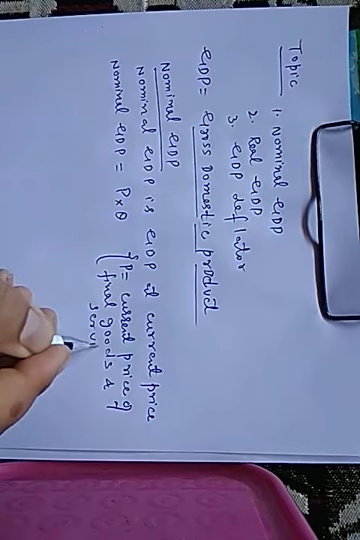 Topic 1. Nominal GDP
2. Real GDP
3. GDP deflator
GDP = Gross Domestic product
Nominal GDP
Nominal GDP is GDP at current price
Nominal GDP = P×Q
{P = current price of
final goods &
servi